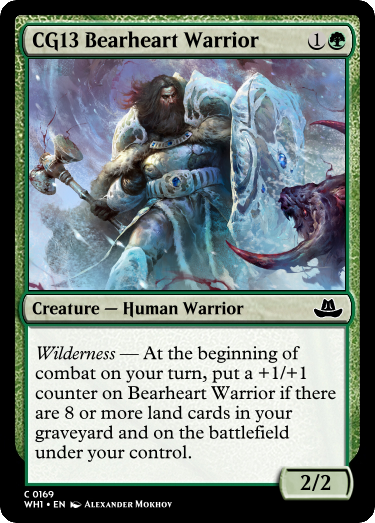 CG13 Bearheart Warrior 1
Creature — Human Warrior
Wilderness — At the beginning of
combat on your turn, put a +1/+1
counter on Bearheart Warrior if there
are 8 or more land cards in your
graveyard and on the battlefield
under your control.
2/2
C 0169
WH1 • EN Alexander Mokhov